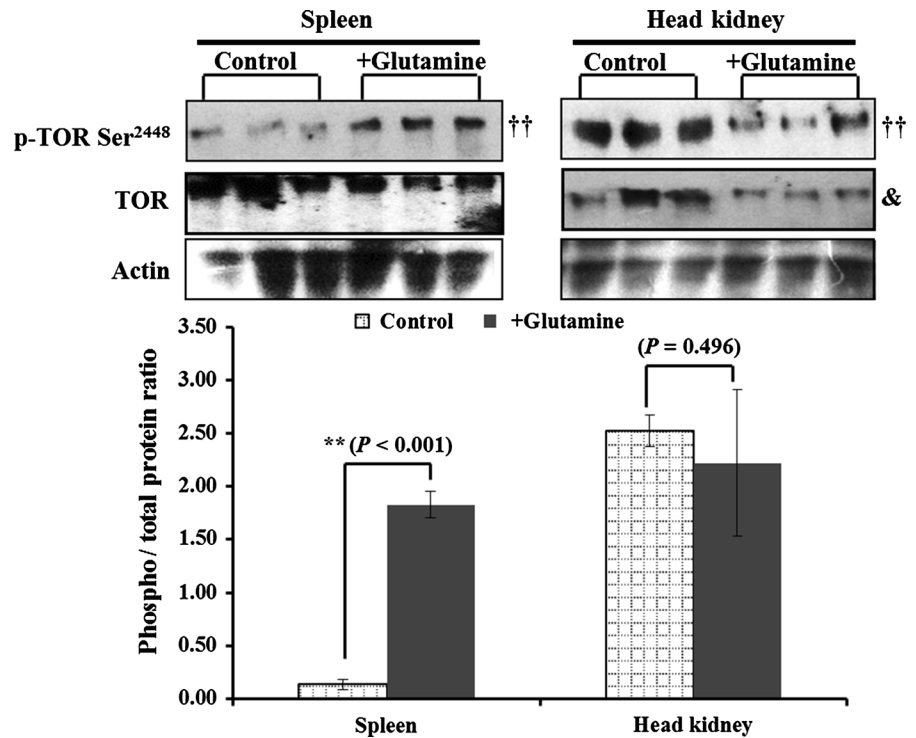 Spleen Head kidney
Control +Glutamine Control +Glutamine
p-TOR Ser²⁴⁴⁸ †† ††
TOR &
Actin
Control +Glutamine
3.50
3.00
2.50
2.00
1.50
1.00
0.50
0.00
Phospho / total protein ratio
** (P < 0.001)
(P = 0.496)
Spleen Head kidney